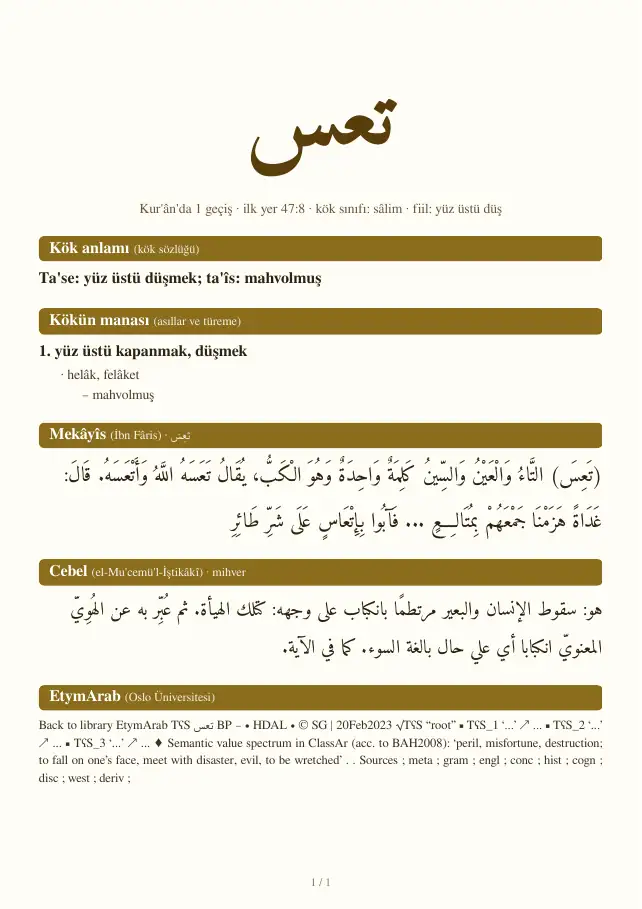 تعس
Kur'ân'da 1 geçiş · ilk yer 47:8 · kök sınıfı: sâlim · fiil: yüz üstü düş
Kök anlamı (kök sözlüğü)
Ta'se: yüz üstü düşmek; ta'îs: mahvolmuş
Kökün manası (asıllar ve türeme)
1. yüz üstü kapanmak, düşmek
· helâk, felâket
– mahvolmuş
Mekâyîs (İbn Fâris) · تَعِسَ
(تَعِسَ) التَّاءُ وَالْعَيْنُ وَالسِّينُ كَلِمَةٌ وَاحِدَةٌ وَهُوَ الْكَبُّ، يُقَالُ تَعَسَهُ اللَّهُ وَأَتْعَسَهُ. قَالَ:
غَدَاةً هَزَمْنَا جَمْعَهُمْ بِمُتَالِـــعٍ ... فَآبُوا بِإِتْعَاسٍ عَلَى شَرِّ طَائِرِ
Cebel (el-Mu'cemü'l-İştikâkî) · mihver
هو: سقوط الإنسان والبعير مرتطمًا بانكباب على وجهه: كتلك الهيأة. ثم عُبِّر به عن الهُوِيّ
المعنويّ انكبابا أي علي حال بالغة السوء. كما في الآية.
EtymArab (Oslo Üniversitesi)
Back to library EtymArab TʕS تعس BP – • HDAL • © SG | 20Feb2023 √TʕS “root” ▪ TʕS_1 ‘...’ ↗ ... ▪ TʕS_2 ‘...’
↗ ... ▪ TʕS_3 ‘...’ ↗ ... ♦ Semantic value spectrum in ClassAr (acc. to BAH2008): ‘peril, misfortune, destruction;
to fall on one’s face, meet with disaster, evil, to be wretched’ . . Sources ; meta ; gram ; engl ; conc ; hist ; cogn ;
disc ; west ; deriv ;
1 / 1